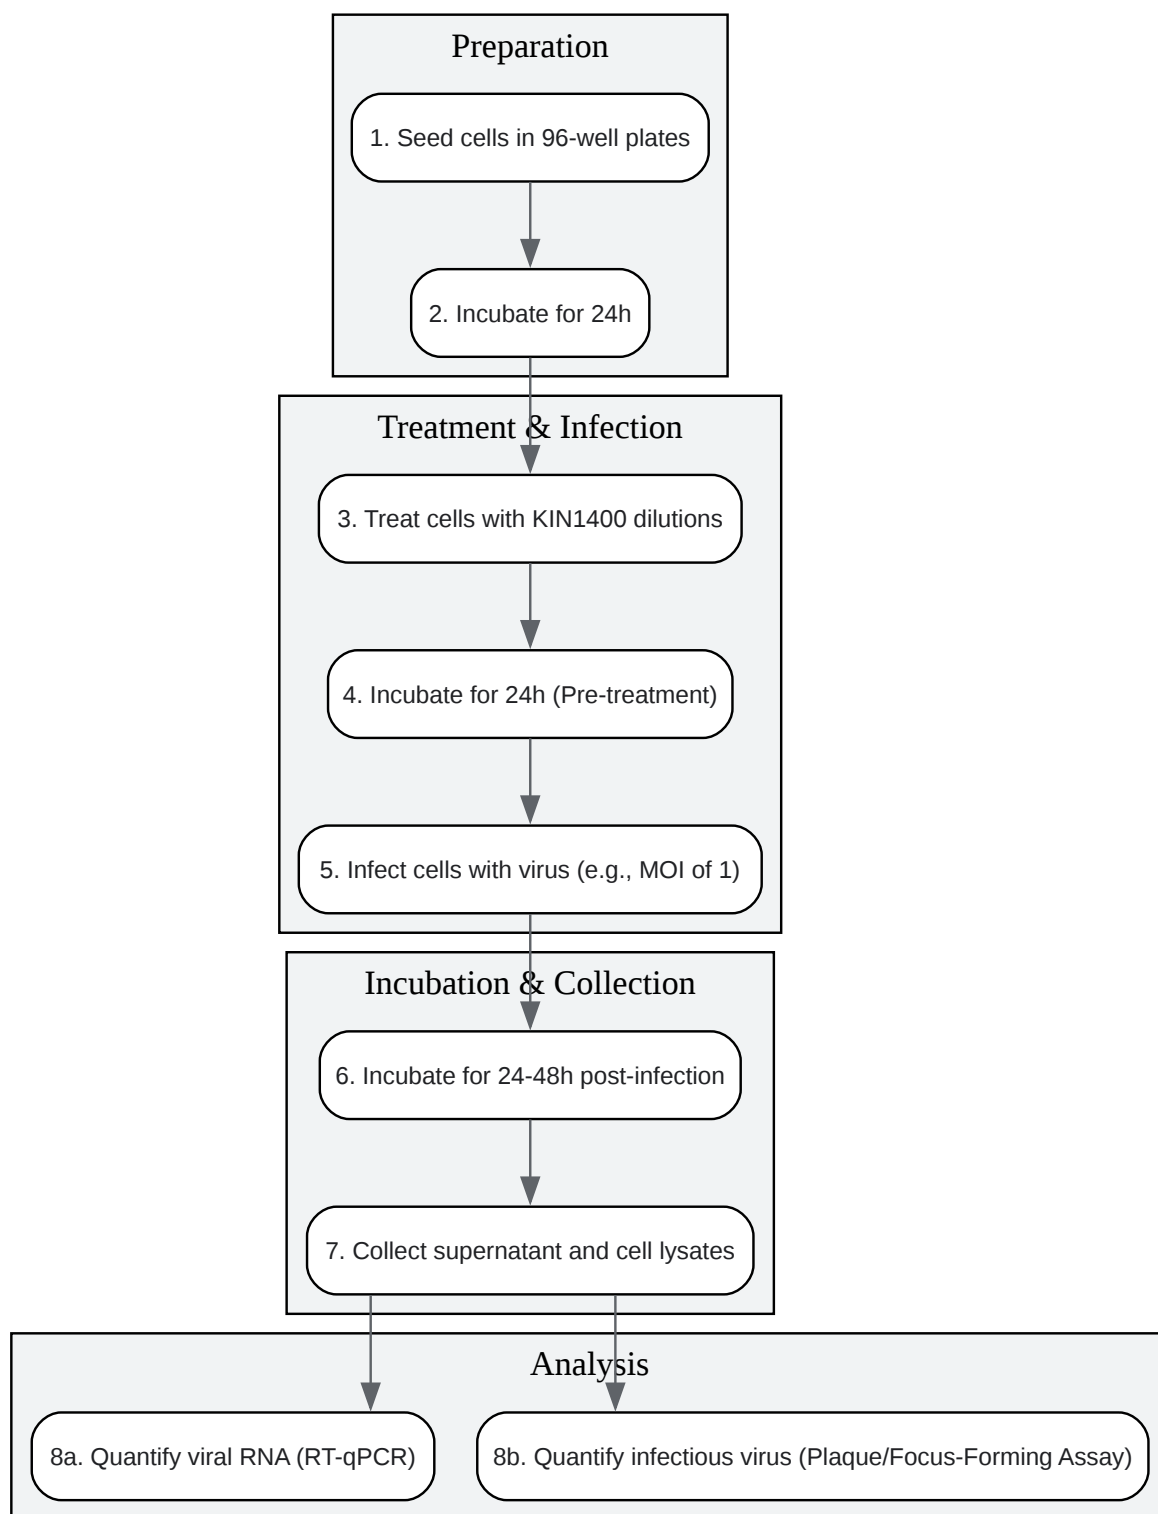 Preparation
1. Seed cells in 96-well plates
2. Incubate for 24h
Treatment & Infection
3. Treat cells with KIN1400 dilutions
4. Incubate for 24h (Pre-treatment)
5. Infect cells with virus (e.g., MOI of 1)
Incubation & Collection
6. Incubate for 24-48h post-infection
7. Collect supernatant and cell lysates
Analysis
8a. Quantify viral RNA (RT-qPCR)
8b. Quantify infectious virus (Plaque/Focus-Forming Assay)